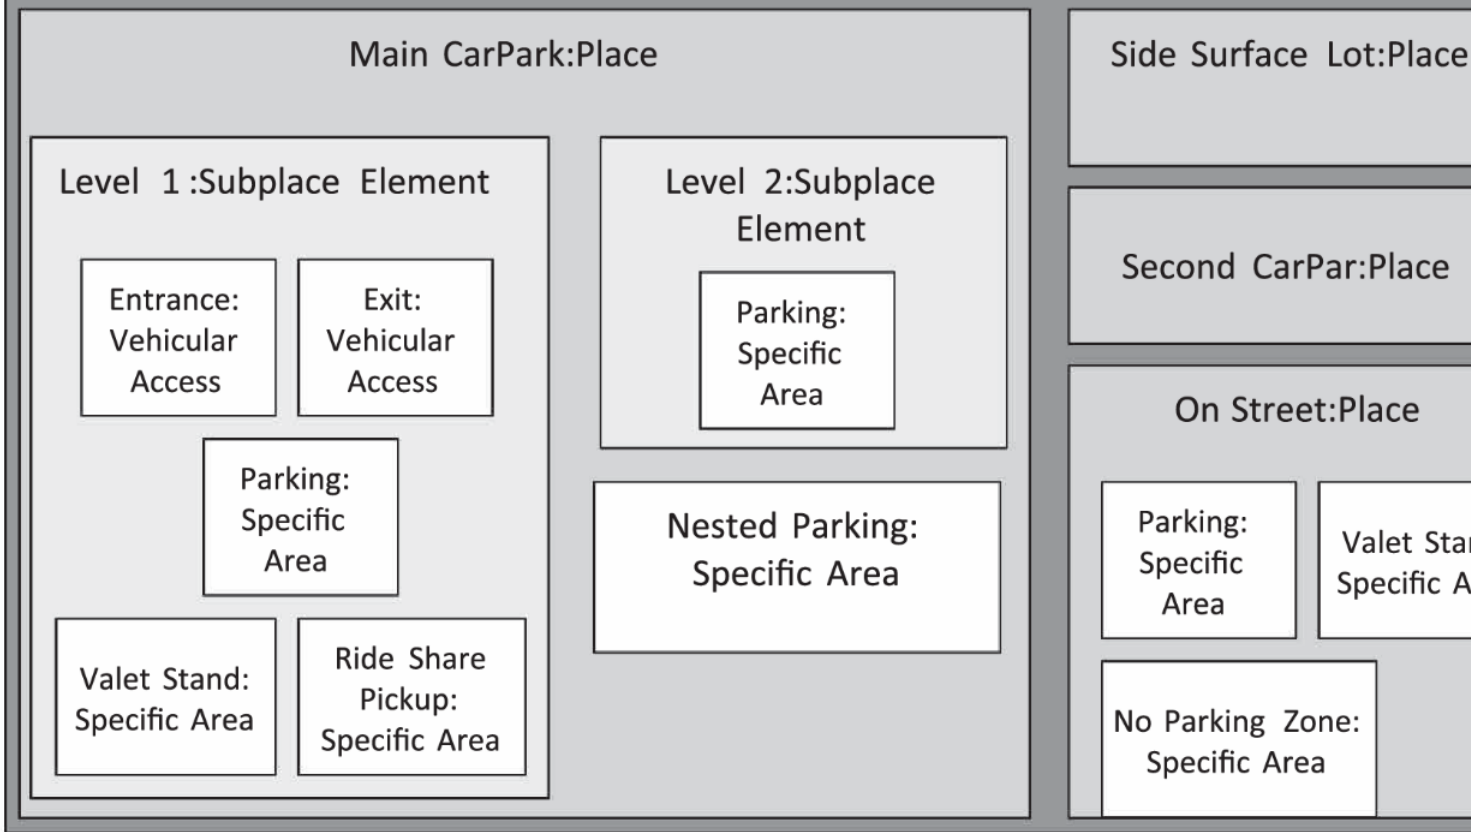 Main CarPark:Place
Level 1:Subplace Element
Entrance:
Vehicular
Access
Exit:
Vehicular
Access
Parking:
Specific
Area
Valet Stand:
Specific Area
Ride Share
Pickup:
Specific Area
Level 2:Subplace
Element
Parking:
Specific
Area
Nested Parking:
Specific Area
Side Surface Lot:Place
Second CarPar:Place
On Street:Place
Parking:
Specific
Area
Valet
Specific
No Parking Zone:
Specific Area